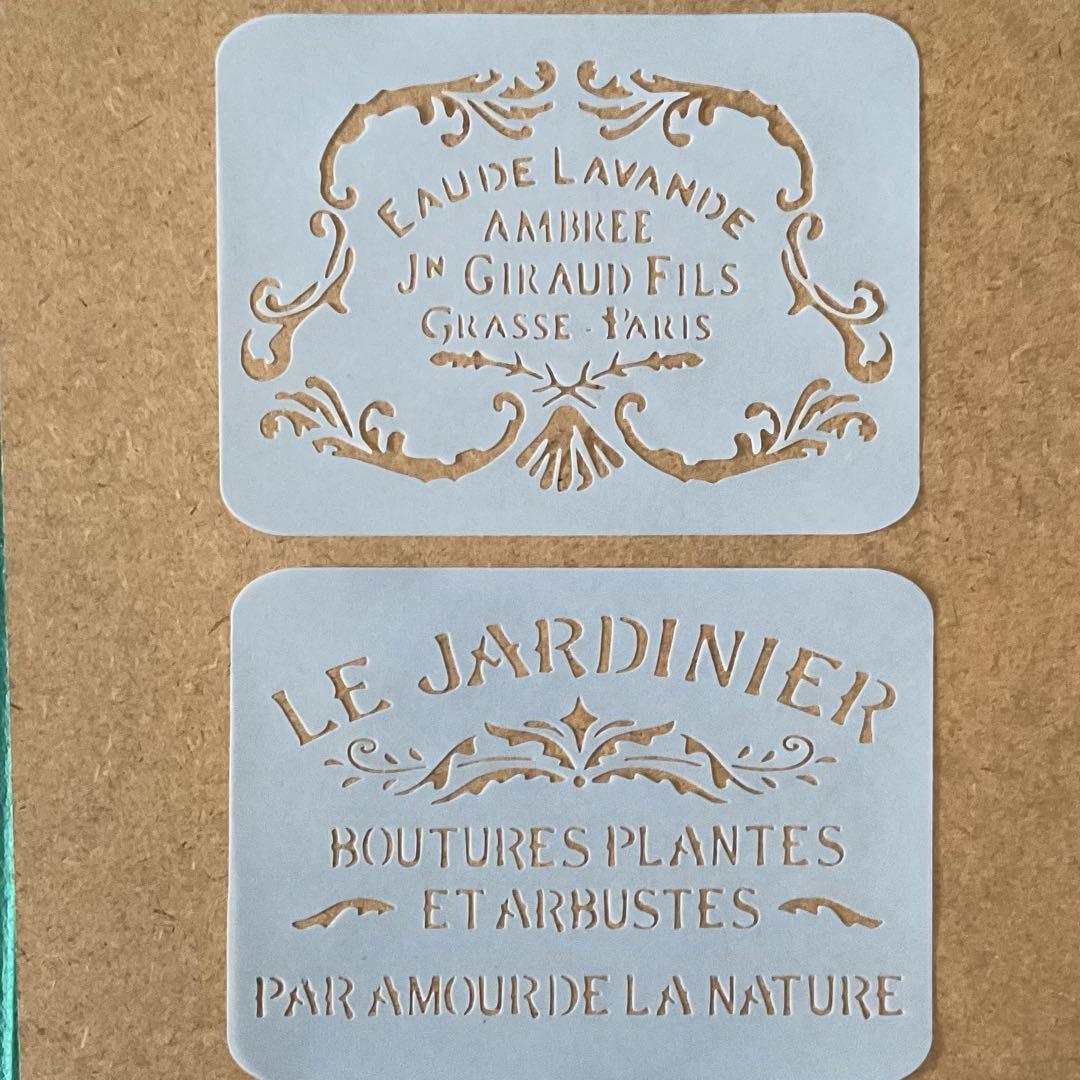 EAU DE LAVANDE
AMBREE
JN GIRAUD FILS
GRASSE - PARIS
LE JARDINIER
BOUTURES PLANTES
ET ARBUSTES
PAR AMOUR DE LA NATURE